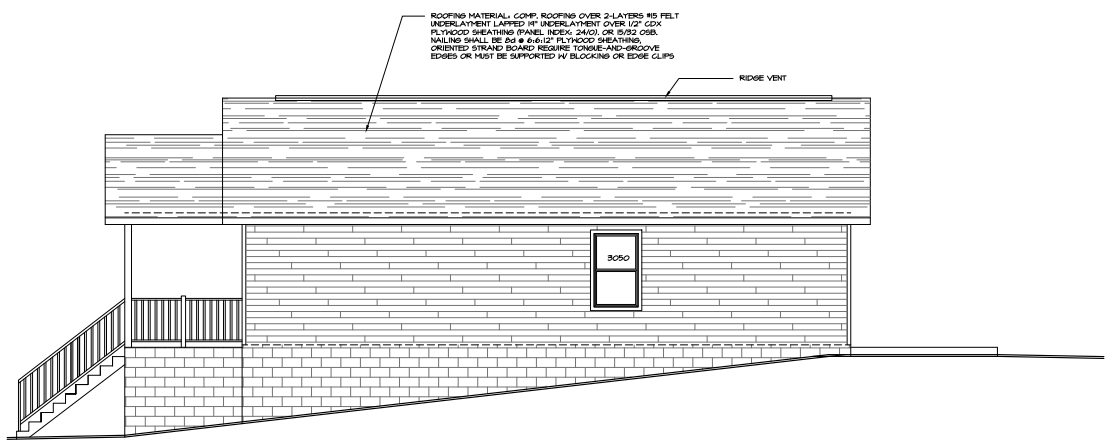 ROOFING MATERIAL: COMP. ROOFING OVER 2-LAYERS #15 FELT
UNDERLAYMENT LAPPED 19" UNDERLAYMENT OVER 1/2" CDX
PLYWOOD SHEATHING (PANEL INDEX: 24/0). OR 15/32 OSB.
NAILING SHALL BE 8d @ 6:6:12" PLYWOOD SHEATHING,
ORIENTED STRAND BOARD REQUIRE TONGUE-AND-GROOVE
EDGES OR MUST BE SUPPORTED W/ BLOCKING OR EDGE CLIPS
RIDGE VENT
3050